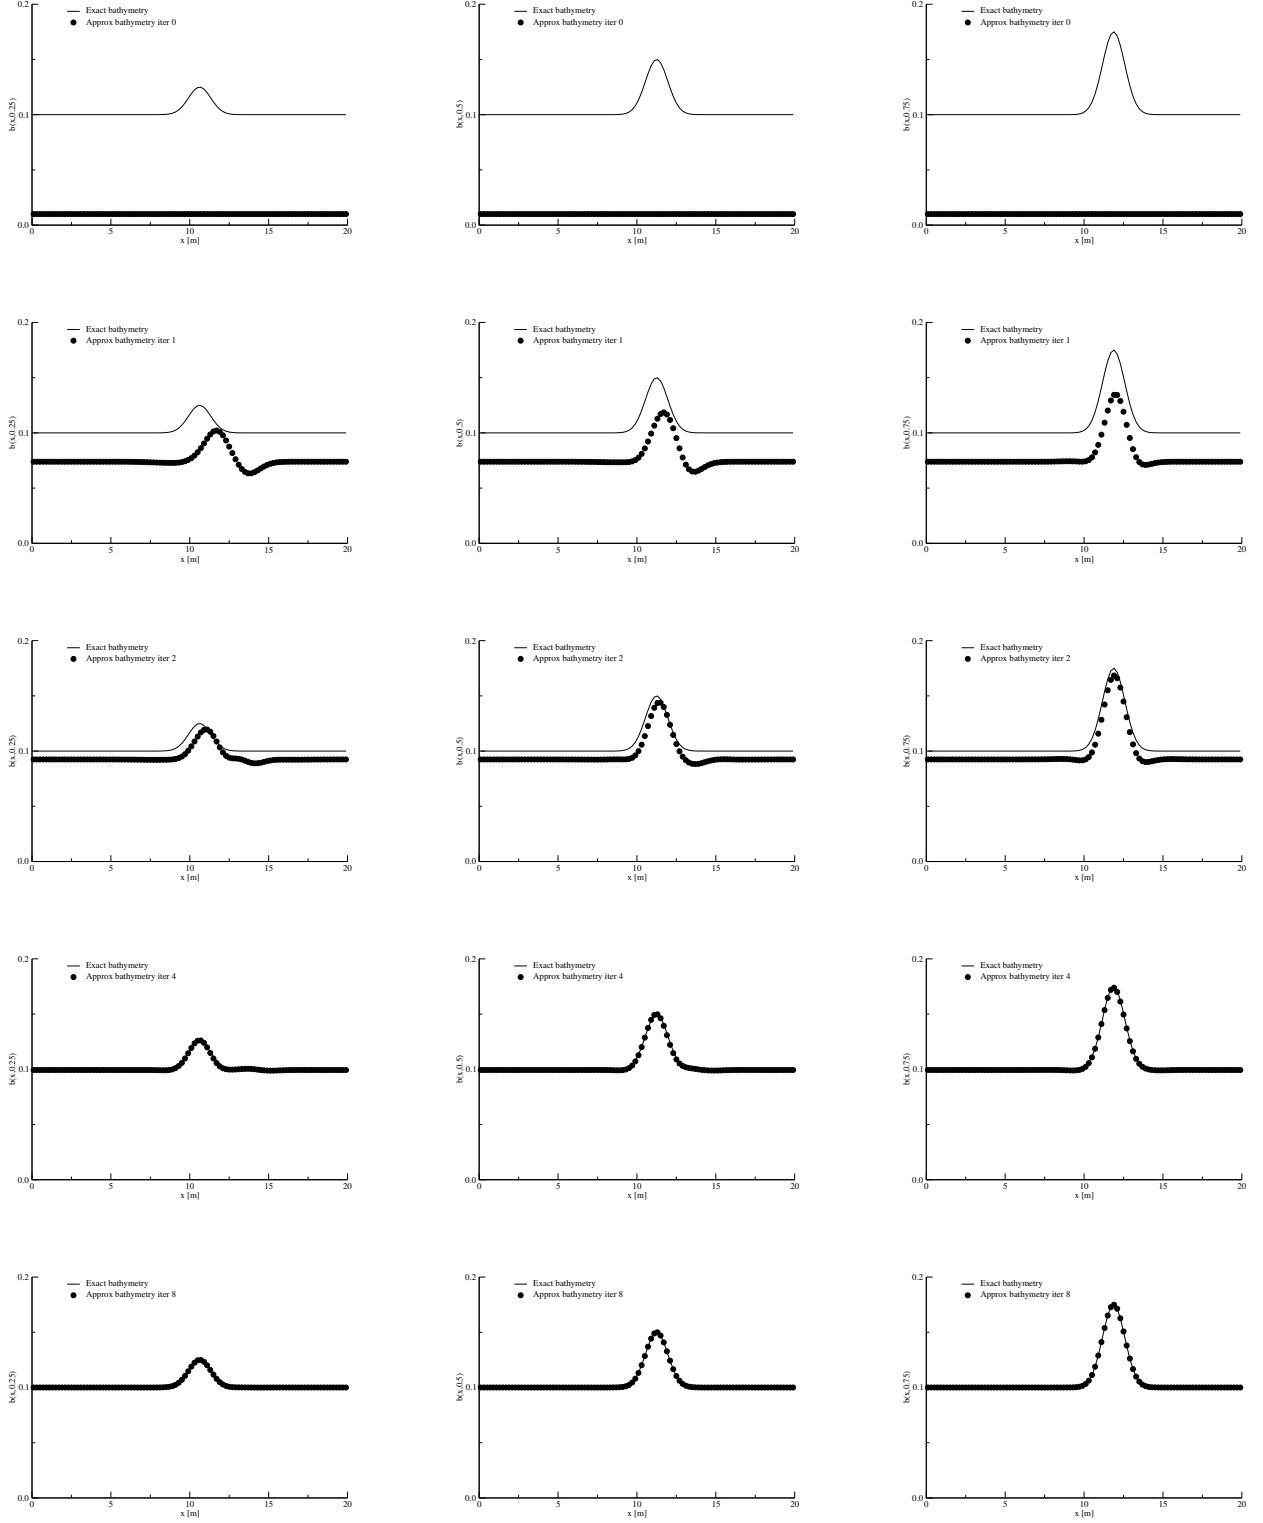 0.2
Exact bathymetry
Approx bathymetry iter 0
0.1
b(x,0.25)
0.0
0 5 10 15 20
x [m]
0.2
Exact bathymetry
Approx bathymetry iter 0
0.1
b(x,0.5)
0.0
0 5 10 15 20
x [m]
0.2
Exact bathymetry
Approx bathymetry iter 0
0.1
b(x,0.75)
0.0
0 5 10 15 20
x [m]
0.2
Exact bathymetry
Approx bathymetry iter 1
0.1
b(x,0.25)
0.0
0 5 10 15 20
x [m]
0.2
Exact bathymetry
Approx bathymetry iter 1
0.1
b(x,0.5)
0.0
0 5 10 15 20
x [m]
0.2
Exact bathymetry
Approx bathymetry iter 1
0.1
b(x,0.75)
0.0
0 5 10 15 20
x [m]
0.2
Exact bathymetry
Approx bathymetry iter 2
0.1
b(x,0.25)
0.0
0 5 10 15 20
x [m]
0.2
Exact bathymetry
Approx bathymetry iter 2
0.1
b(x,0.5)
0.0
0 5 10 15 20
x [m]
0.2
Exact bathymetry
Approx bathymetry iter 2
0.1
b(x,0.75)
0.0
0 5 10 15 20
x [m]
0.2
Exact bathymetry
Approx bathymetry iter 4
0.1
b(x,0.25)
0.0
0 5 10 15 20
x [m]
0.2
Exact bathymetry
Approx bathymetry iter 4
0.1
b(x,0.5)
0.0
0 5 10 15 20
x [m]
0.2
Exact bathymetry
Approx bathymetry iter 4
0.1
b(x,0.75)
0.0
0 5 10 15 20
x [m]
0.2
Exact bathymetry
Approx bathymetry iter 8
0.1
b(x,0.25)
0.0
0 5 10 15 20
x [m]
0.2
Exact bathymetry
Approx bathymetry iter 8
0.1
b(x,0.5)
0.0
0 5 10 15 20
x [m]
0.2
Exact bathymetry
Approx bathymetry iter 8
0.1
b(x,0.75)
0.0
0 5 10 15 20
x [m]